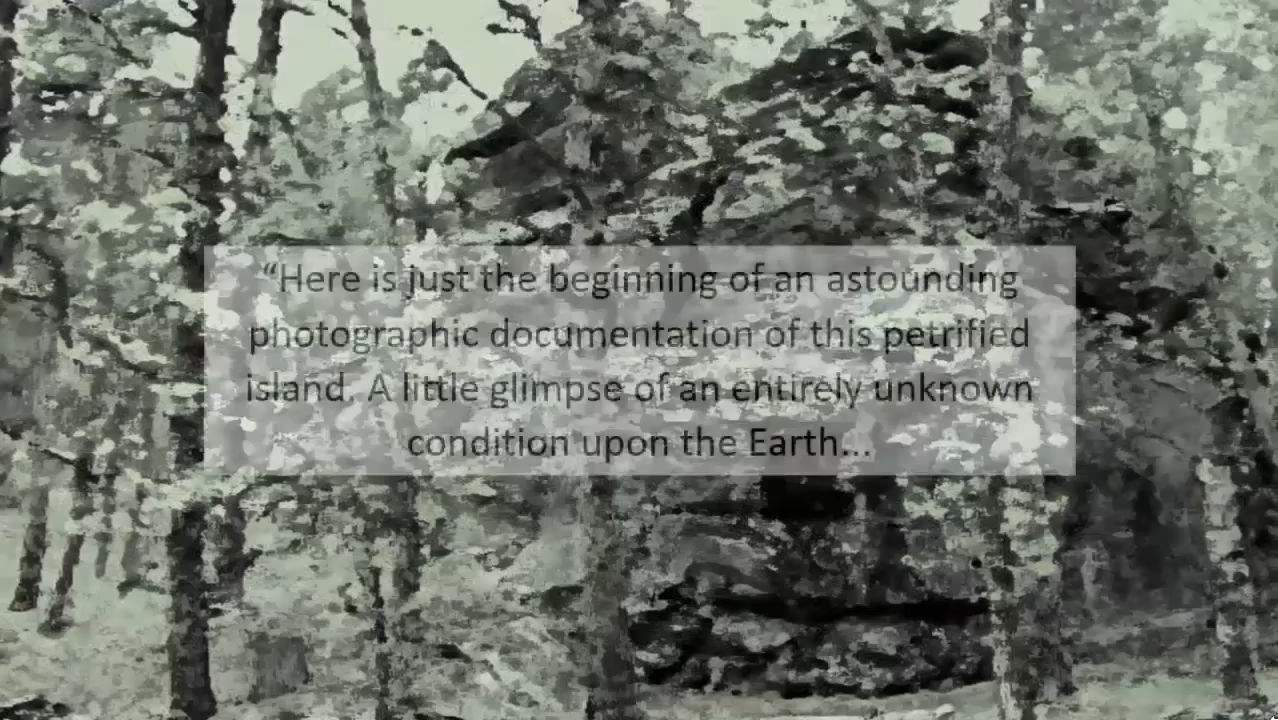 “Here is just the beginning of an astounding
photographic documentation of this petrified
island. A little glimpse of an entirely unknown
condition upon the Earth...